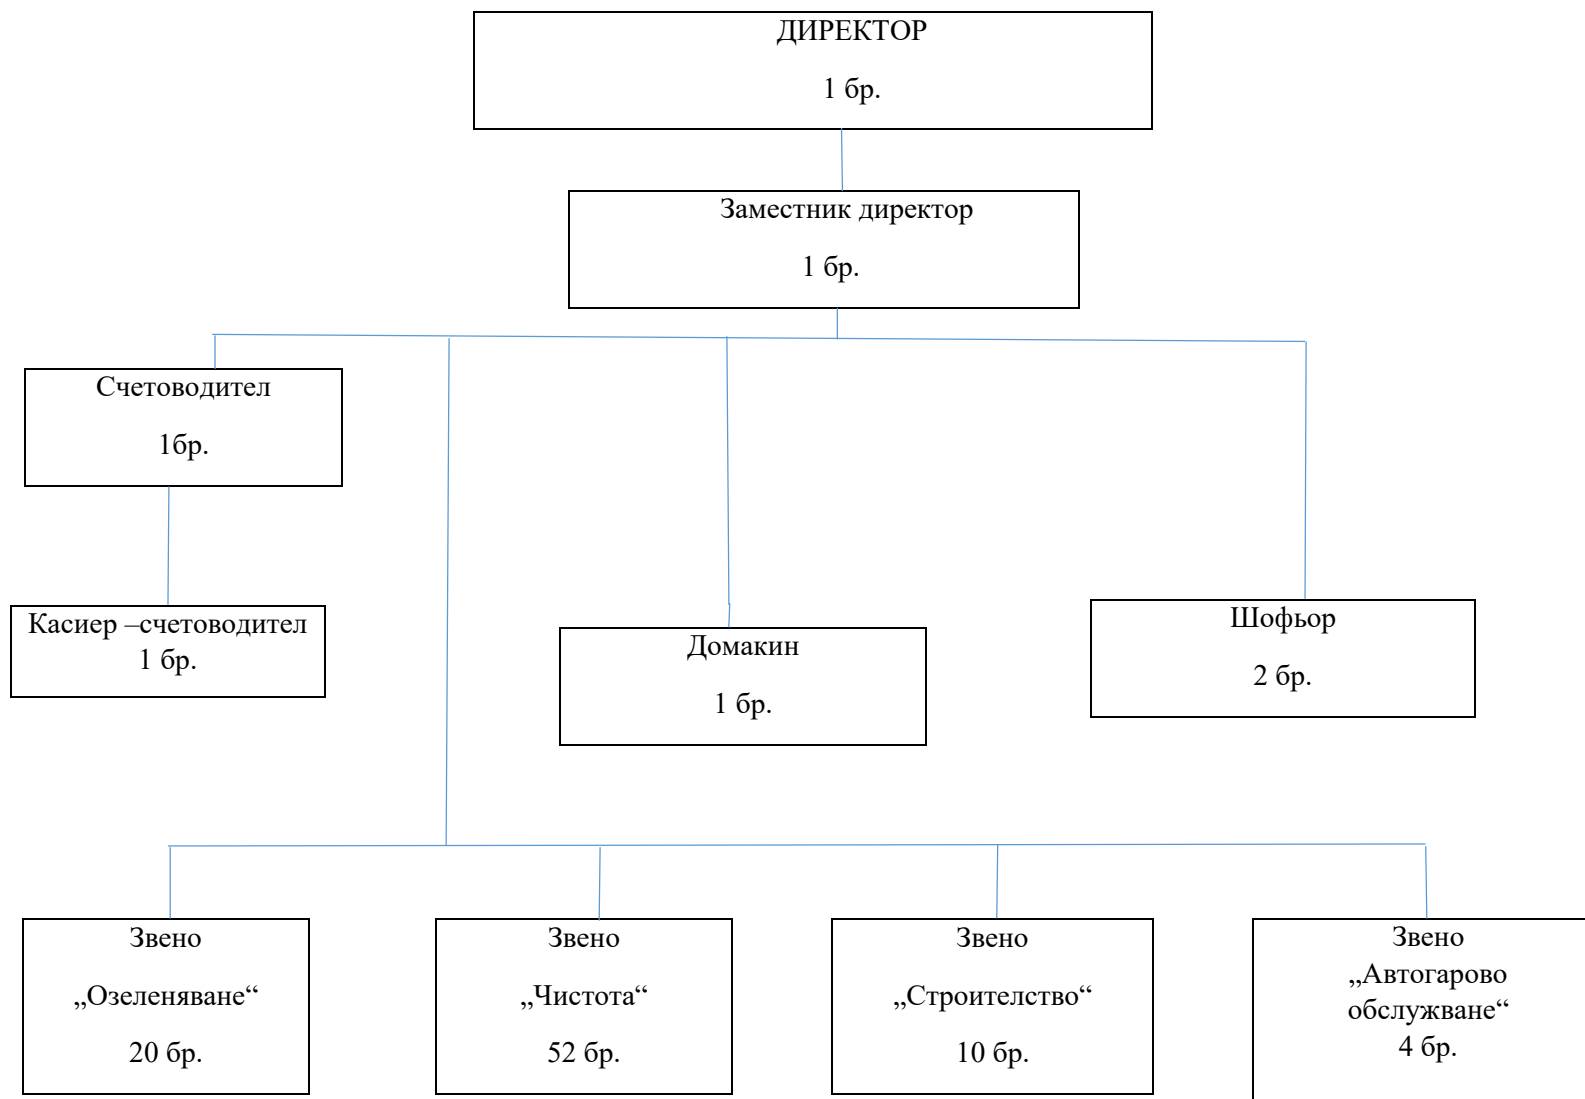 ДИРЕКТОР
1 бр.
Заместник директор
1 бр.
Счетоводител
1бр.
Касиер –счетоводител
1 бр.
Домакин
1 бр.
Шофьор
2 бр.
Звено
„Озеленяване“
20 бр.
Звено
„Чистота“
52 бр.
Звено
„Строителство“
10 бр.
Звено
„Автогарово
обслужване“
4 бр.